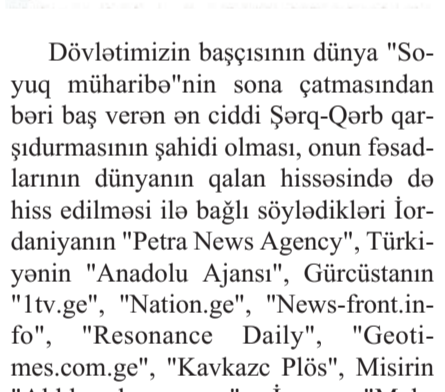 Dövlətimizin başçısının dünya "So-
yuq müharibə"nin sona çatmasından
bəri baş verən ən ciddi Şərq-Qərb qar-
şıdurmasının şahidi olması, onun fəsad-
larının dünyanın qalan hissəsində də
hiss edilməsi ilə bağlı söylədikləri İor-
daniyanın "Petra News Agency", Türki-
yənin "Anadolu Ajansı", Gürcüstanın
"1tv.ge", "Nation.ge", "News-front.in-
fo", "Resonance Daily", "Geoti-
mes.com.ge", "Kavkazc Plös", Misirin